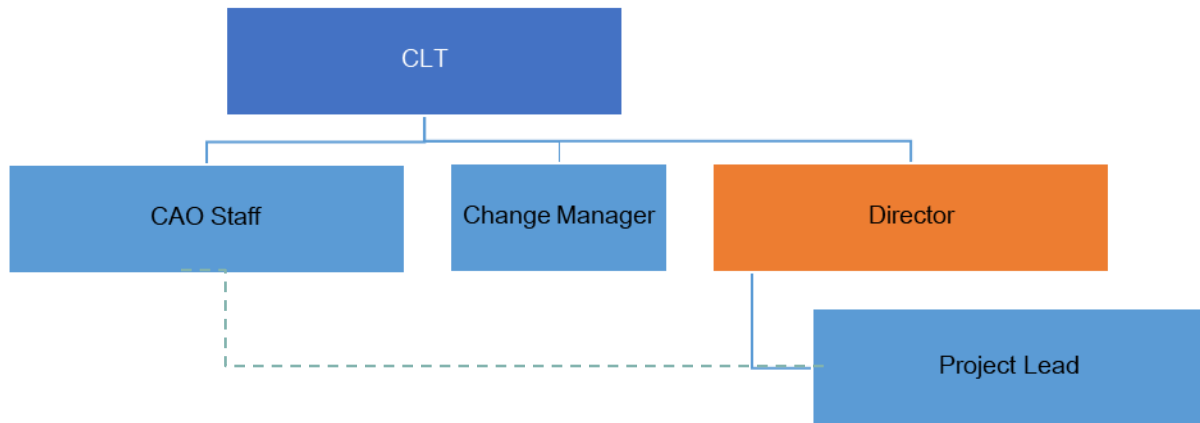 CLT
CAO Staff
Change Manager
Director
Project Lead